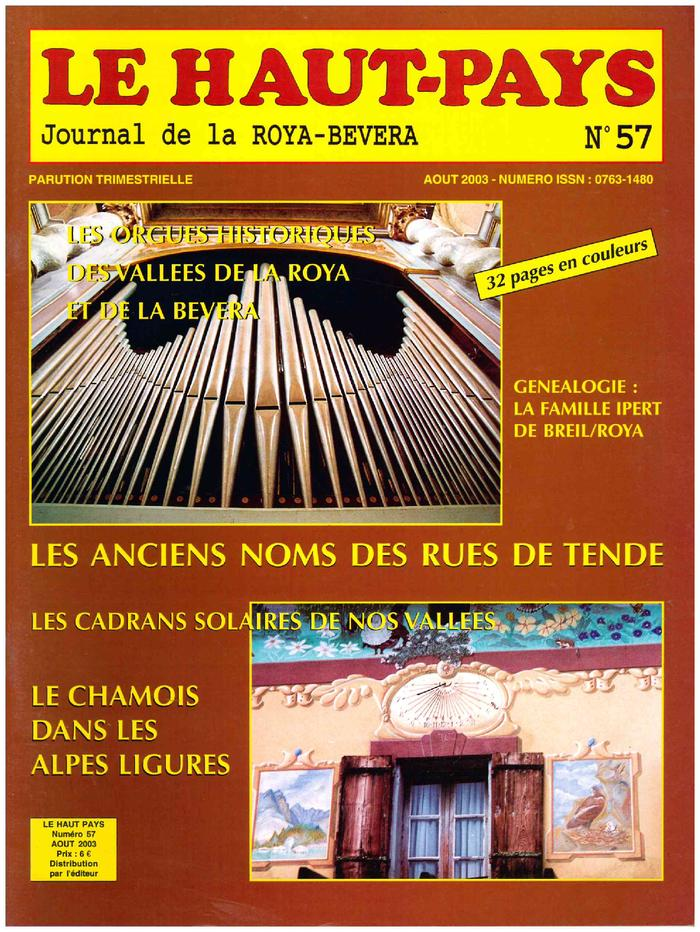 LE HAUT-PAYS
Journal de la ROYA-BEVERA
N° 57
PARUTION TRIMESTRIELLE
AOUT 2003 - NUMERO ISSN : 0763-1480
LES ORGUES HISTORIQUES
DES VALLEES DE LA ROYA
ET DE LA BEVERA
32 pages en couleurs
GENEALOGIE :
LA FAMILLE IPERT
DE BREIL/ROYA
LES ANCIENS NOMS DES RUES DE TENDE
LES CADRANS SOLAIRES DE NOS VALLEES
LE CHAMOIS
DANS LES
ALPES LIGURES
LE HAUT PAYS
Numéro 57
AOUT 2003
Prix : 6 €
Distribution
par l'éditeur